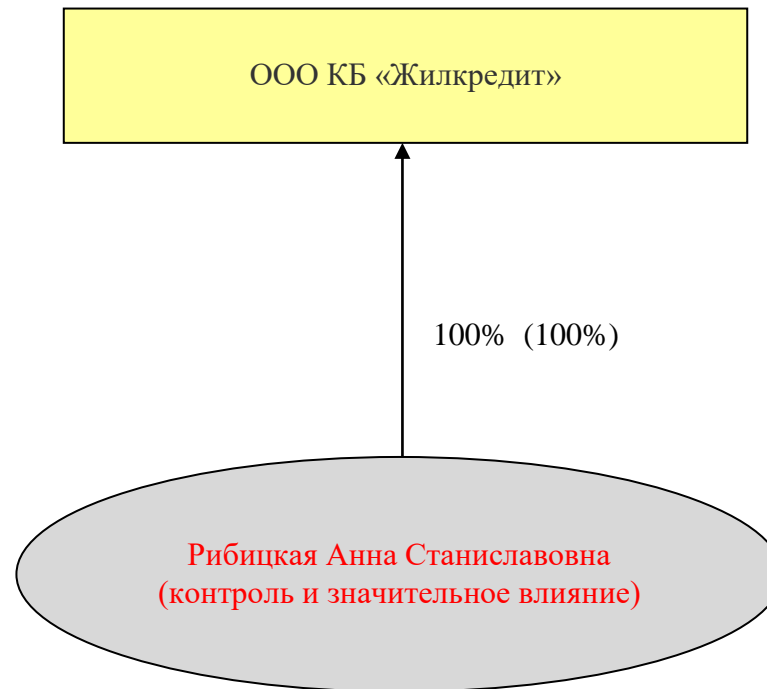 ООО КБ «Жилкредит»
100% (100%)
Рибицкая Анна Станиславовна
(контроль и значительное влияние)